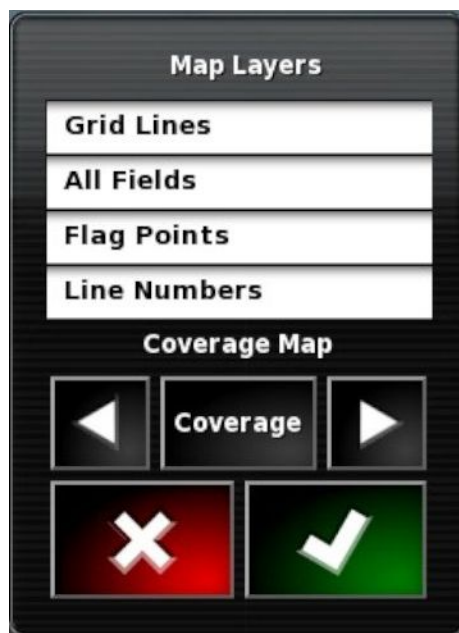 Map Layers
Grid Lines
All Fields
Flag Points
Line Numbers
Coverage Map
Coverage